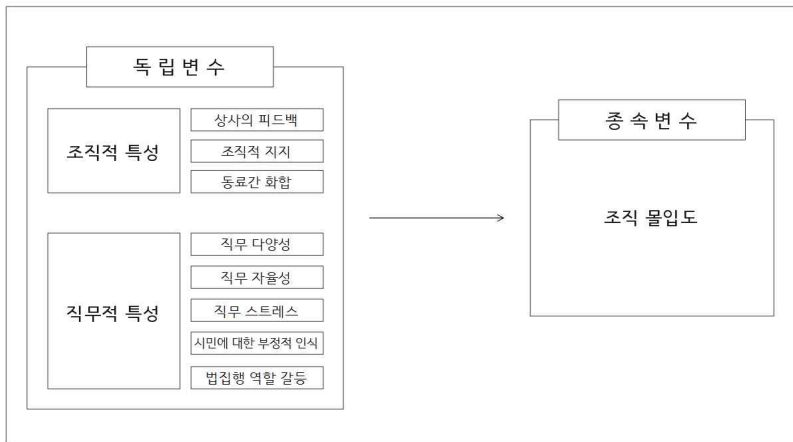 독립변수
조직적 특성
상사의 피드백
조직적 지지
동료간 화합
직무적 특성
직무 다양성
직무 자율성
직무 스트레스
시민에 대한 부정적 인식
법집행 역할 갈등
종속변수
조직 몰입도